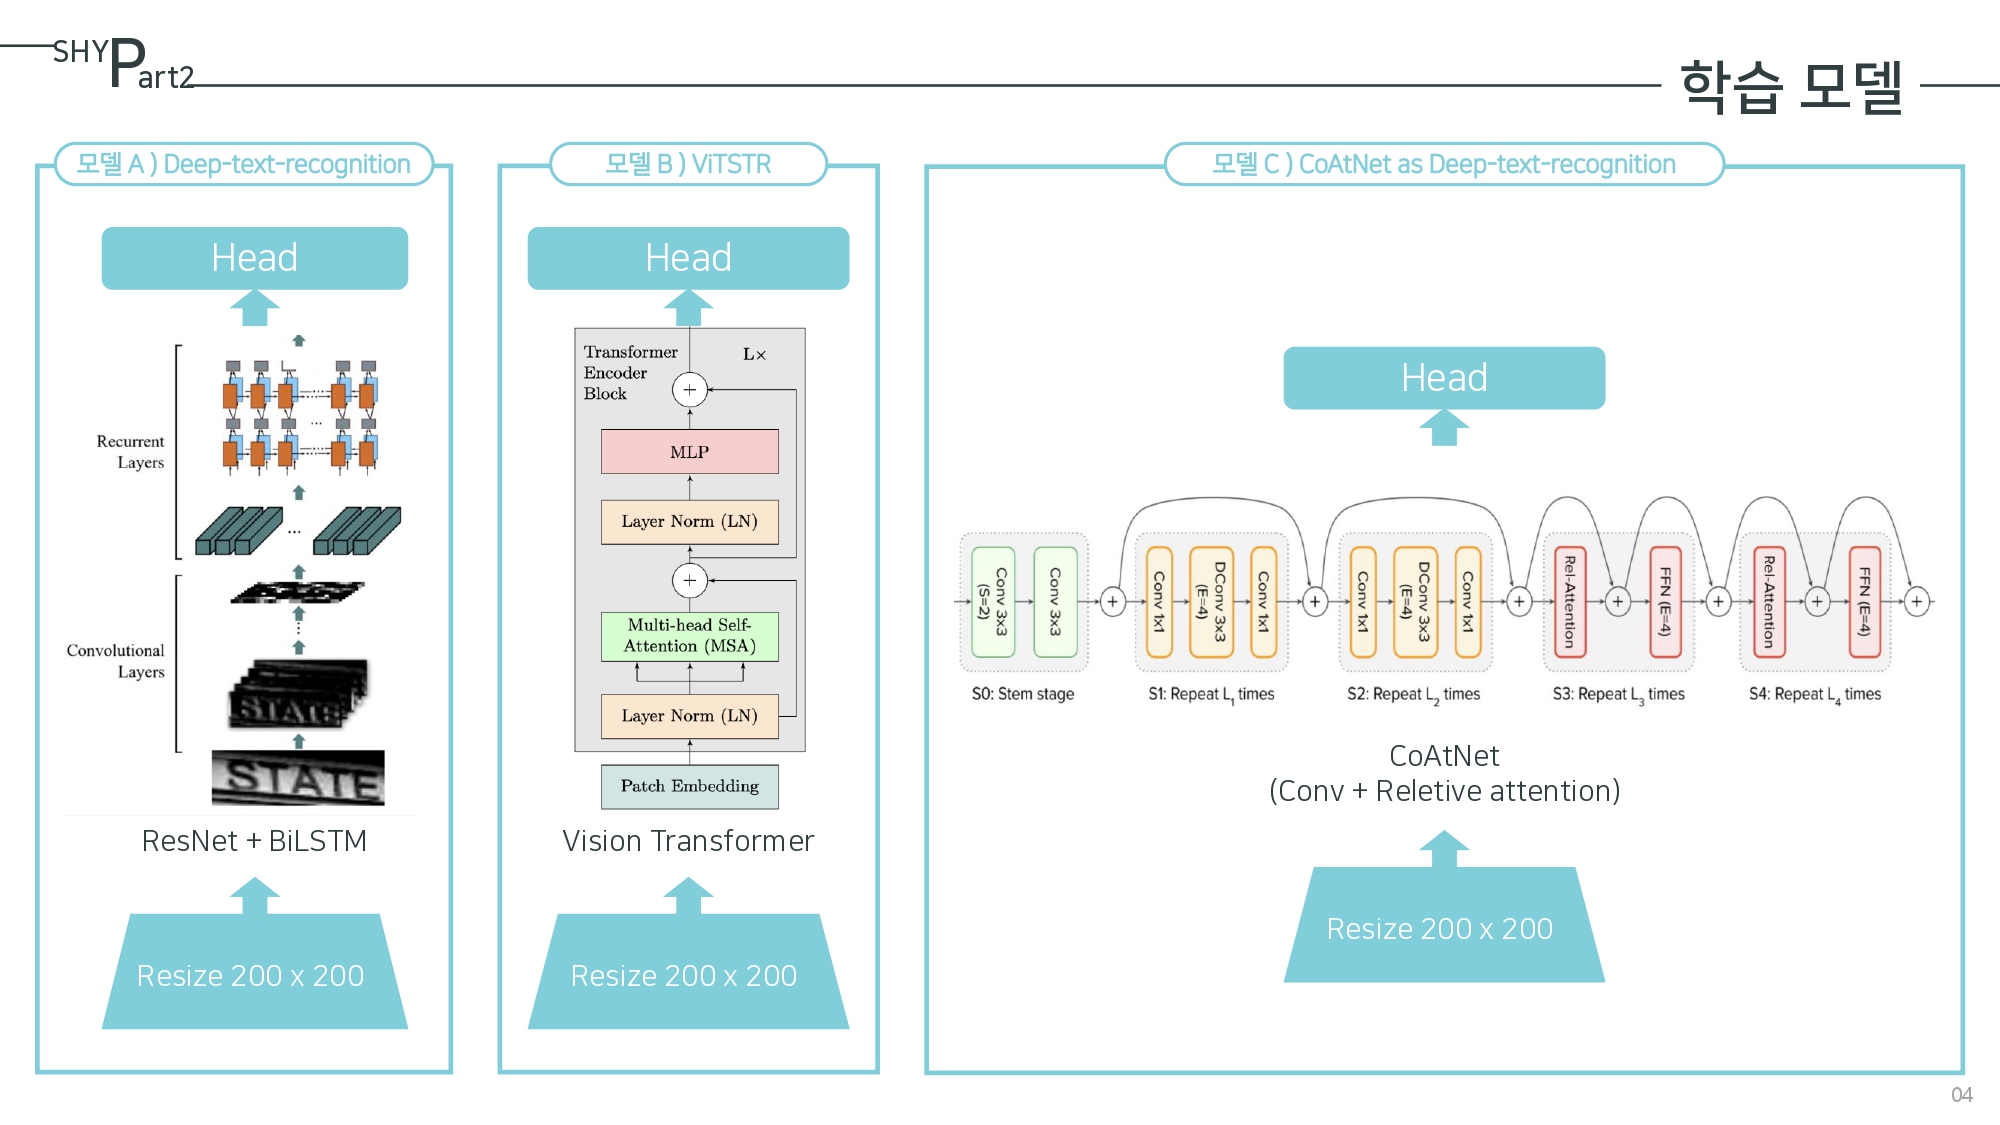 SHY Part2
학습 모델
모델 A ) Deep-text-recognition
Head
Recurrent
Layers
...
...
Convolutional
Layers
STATE
STATE
ResNet + BiLSTM
Resize 200 x 200
모델 B ) ViTSTR
Head
Transformer
Encoder
Block
L×
+
MLP
Layer Norm (LN)
+
Multi-head Self-
Attention (MSA)
Layer Norm (LN)
Patch Embedding
Vision Transformer
Resize 200 x 200
모델 C ) CoAtNet as Deep-text-recognition
Head
Conv 3x3
(S=2)
Conv 3x3
+
Conv 1x1
DConv 3x3
(E=4)
Conv 1x1
+
Conv 1x1
DConv 3x3
(E=4)
Conv 1x1
+
Rel-Attention
+
FFN (E=4)
+
Rel-Attention
+
FFN (E=4)
+
S0: Stem stage
S1: Repeat L1 times
S2: Repeat L2 times
S3: Repeat L3 times
S4: Repeat L4 times
CoAtNet
(Conv + Reletive attention)
Resize 200 x 200
04